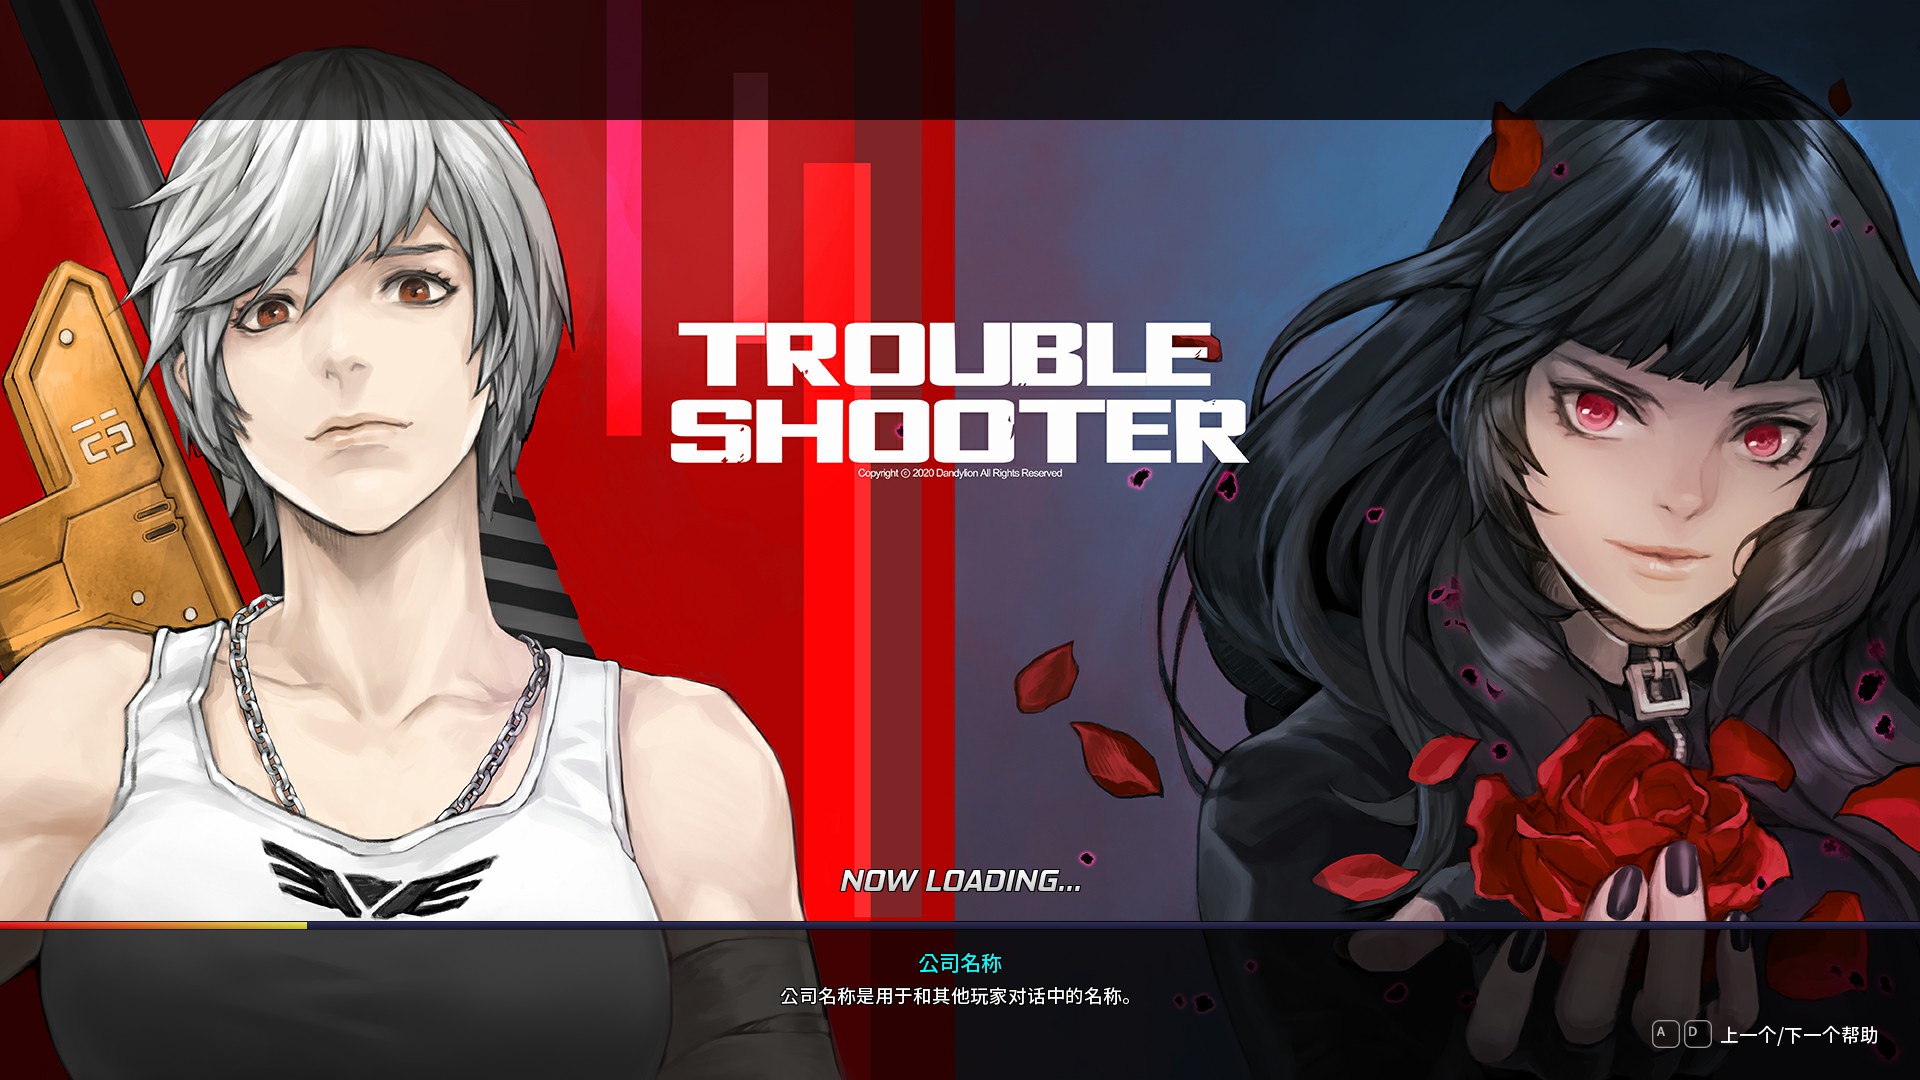 TROUBLE
SHOOTER
Copyright © 2020 Dandylion All Rights Reserved
25
NOW LOADING...
公司名称
公司名称是用于和其他玩家对话中的名称。
A D 上一个/下一个帮助